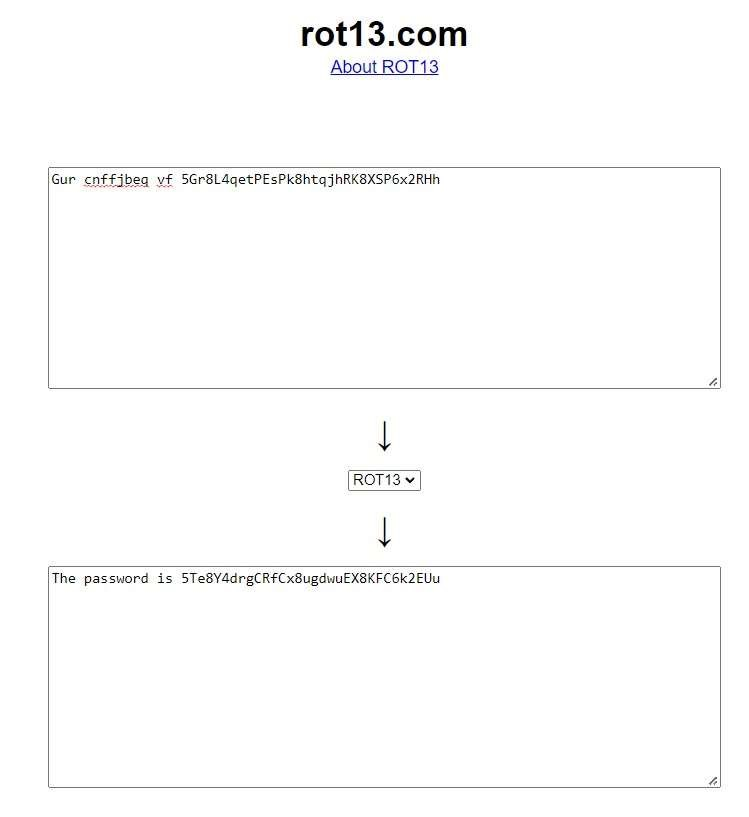 rot13.com
About ROT13
Gur cnffjbeq vf 5Gr8L4qetPEsPk8htqjhRK8XSP6x2RHh
ROT13
The password is 5Te8Y4drgCRfCx8ugdwuEX8KFC6k2EUu